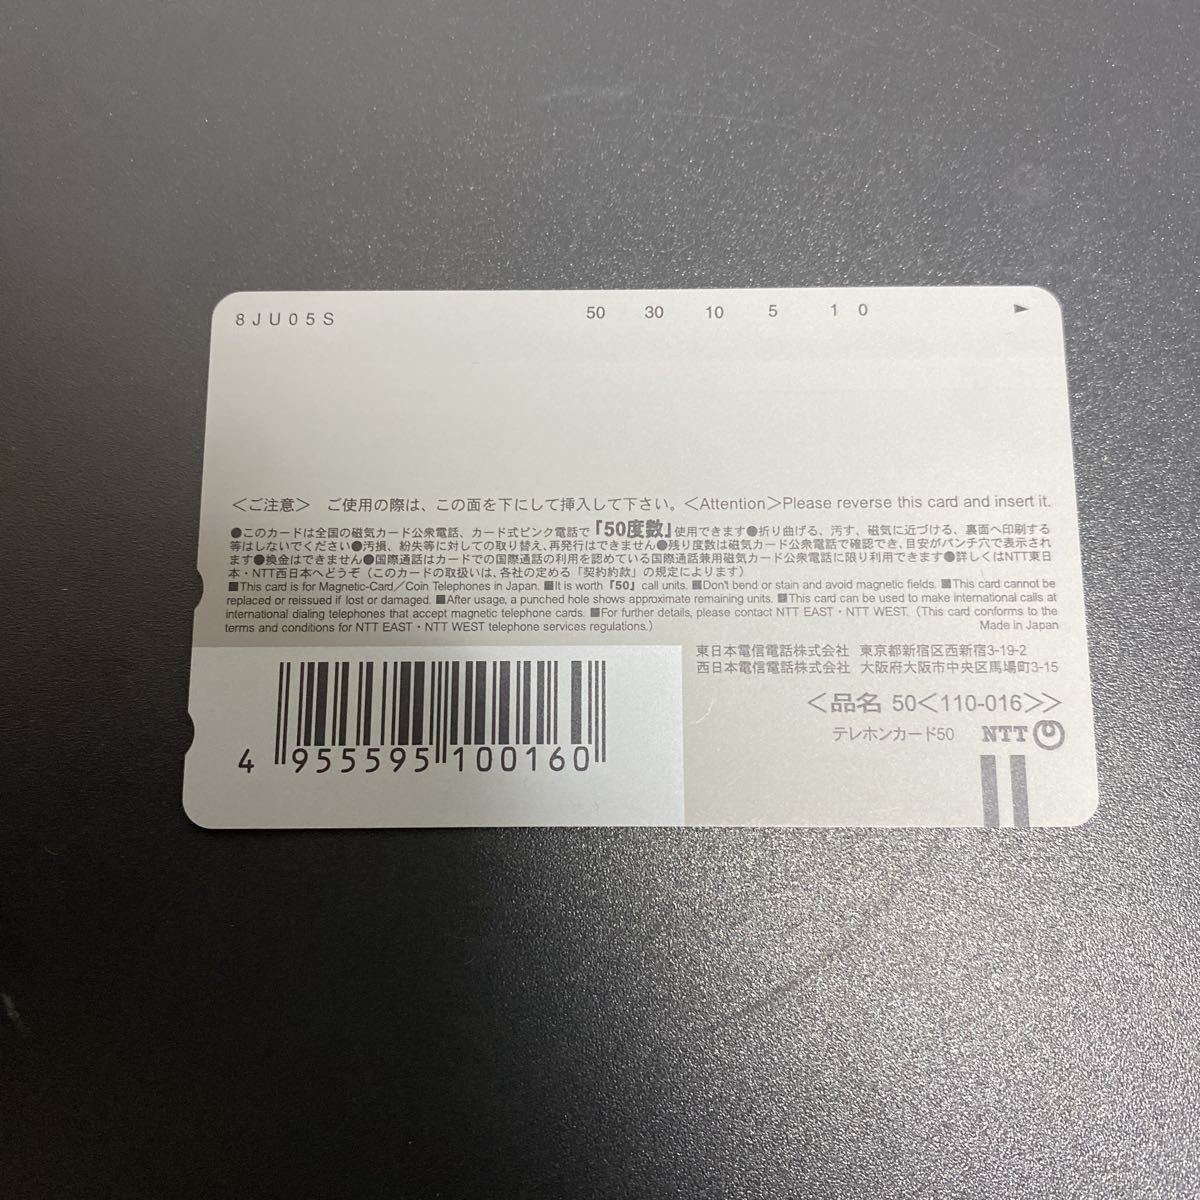 8JU05S 50 30 10 5 1 0 ▶
＜ご注意＞ ご使用の際は、この面を下にして挿入して下さい。＜Attention＞Please reverse this card and insert it.
●このカードは全国の磁気カード公衆電話、カード式ピンク電話で「50度数」使用できます●折り曲げる、汚す、磁気に近づける、裏面へ印刷する
等はしないでください●汚損、紛失等に対しての取り替え、再発行はできません●残り度数は磁気カード公衆電話で確認でき、目安がパンチ穴で表示され
ます●換金はできません●国際通話はカードでの国際通話の利用を認めている国際通話兼用磁気カード公衆電話に限り利用できます●詳しくはNTT東日
本・NTT西日本へどうぞ（このカードの取扱いは、各社の定める「契約約款」の規定によります）
■This card is for Magnetic-Card／Coin Telephones in Japan. ■It is worth「50」call units. ■Don't bend or stain and avoid magnetic fields. ■This card cannot be
replaced or reissued if lost or damaged. ■After usage, a punched hole shows approximate remaining units. ■This card can be used to make international calls at
international dialing telephones that accept magnetic telephone cards. ■For further details, please contact NTT EAST・NTT WEST.（This card conforms to the
terms and conditions for NTT EAST・NTT WEST telephone services regulations.） Made in Japan
東日本電信電話株式会社 東京都新宿区西新宿3-19-2
西日本電信電話株式会社 大阪府大阪市中央区馬場町3-15
＜品名 50＜110-016＞＞
テレホンカード50 NTT
4 955595 100160